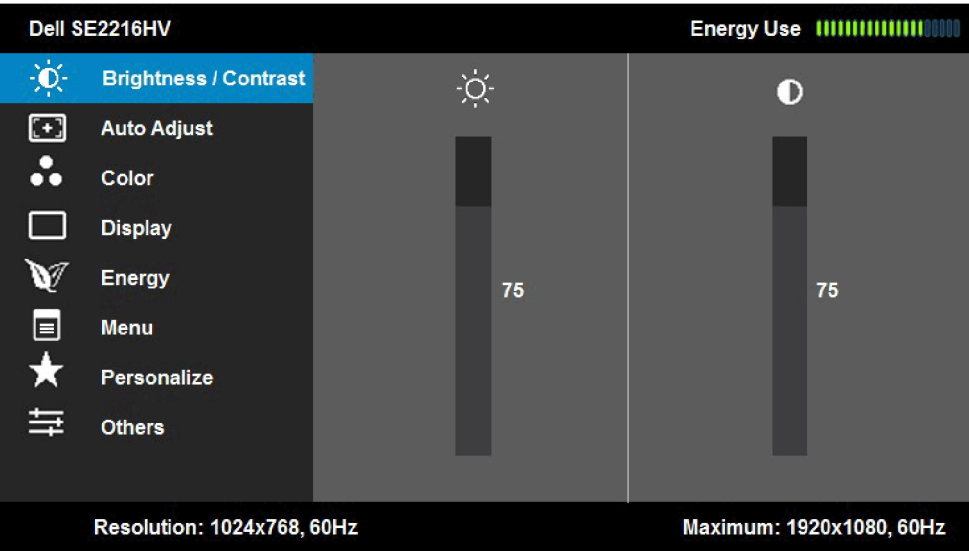 Dell SE2216HV
Energy Use
Brightness / Contrast
Auto Adjust
Color
Display
Energy
Menu
Personalize
Others
75
75
Resolution: 1024x768, 60Hz
Maximum: 1920x1080, 60Hz